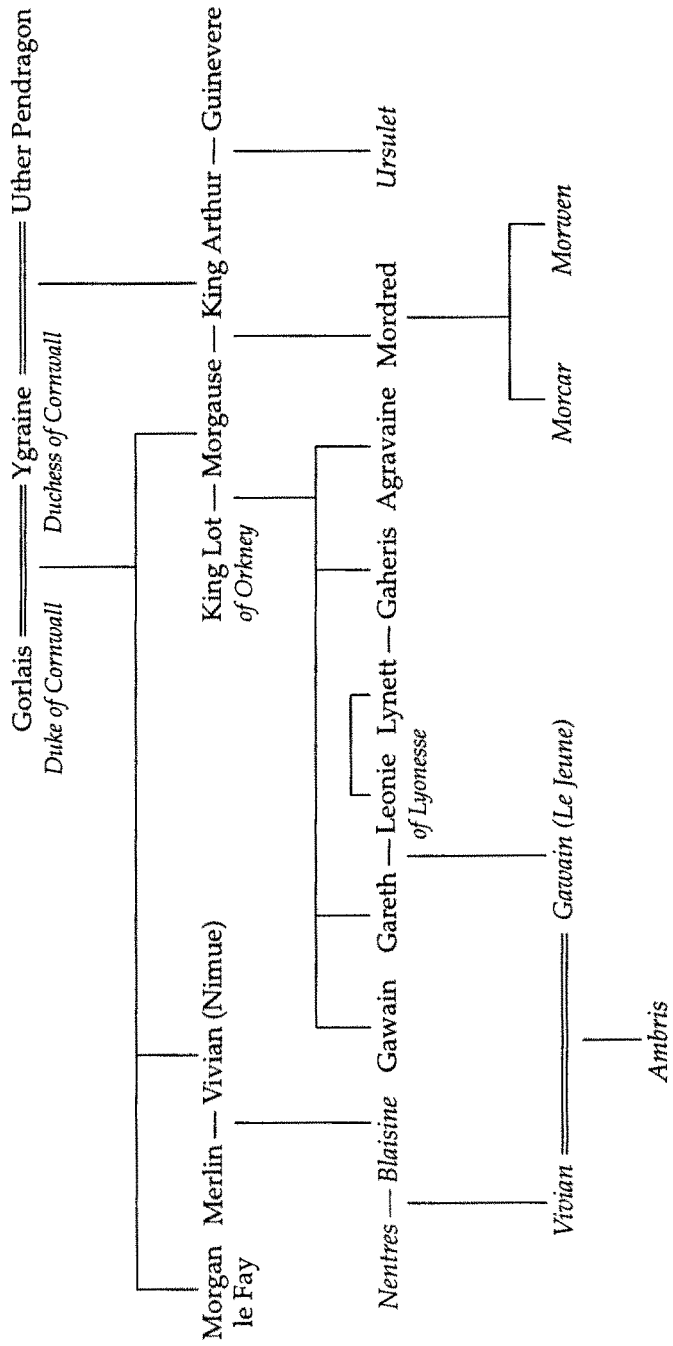 Gorlais Ygraine Uther Pendragon
Duke of Cornwall Duchess of Cornwall
Morgan Merlin — Vivian (Nimue) King Lot — Morgause — King Arthur — Guinevere
le Fay of Orkney
Nentres — Blaisine Gawain Gareth — Leonie Lynett — Gaheris Agravaine Mordred Ursulet
of Lyonesse
Vivian Gawain (Le Jeune) Morcar Morwen
Ambris